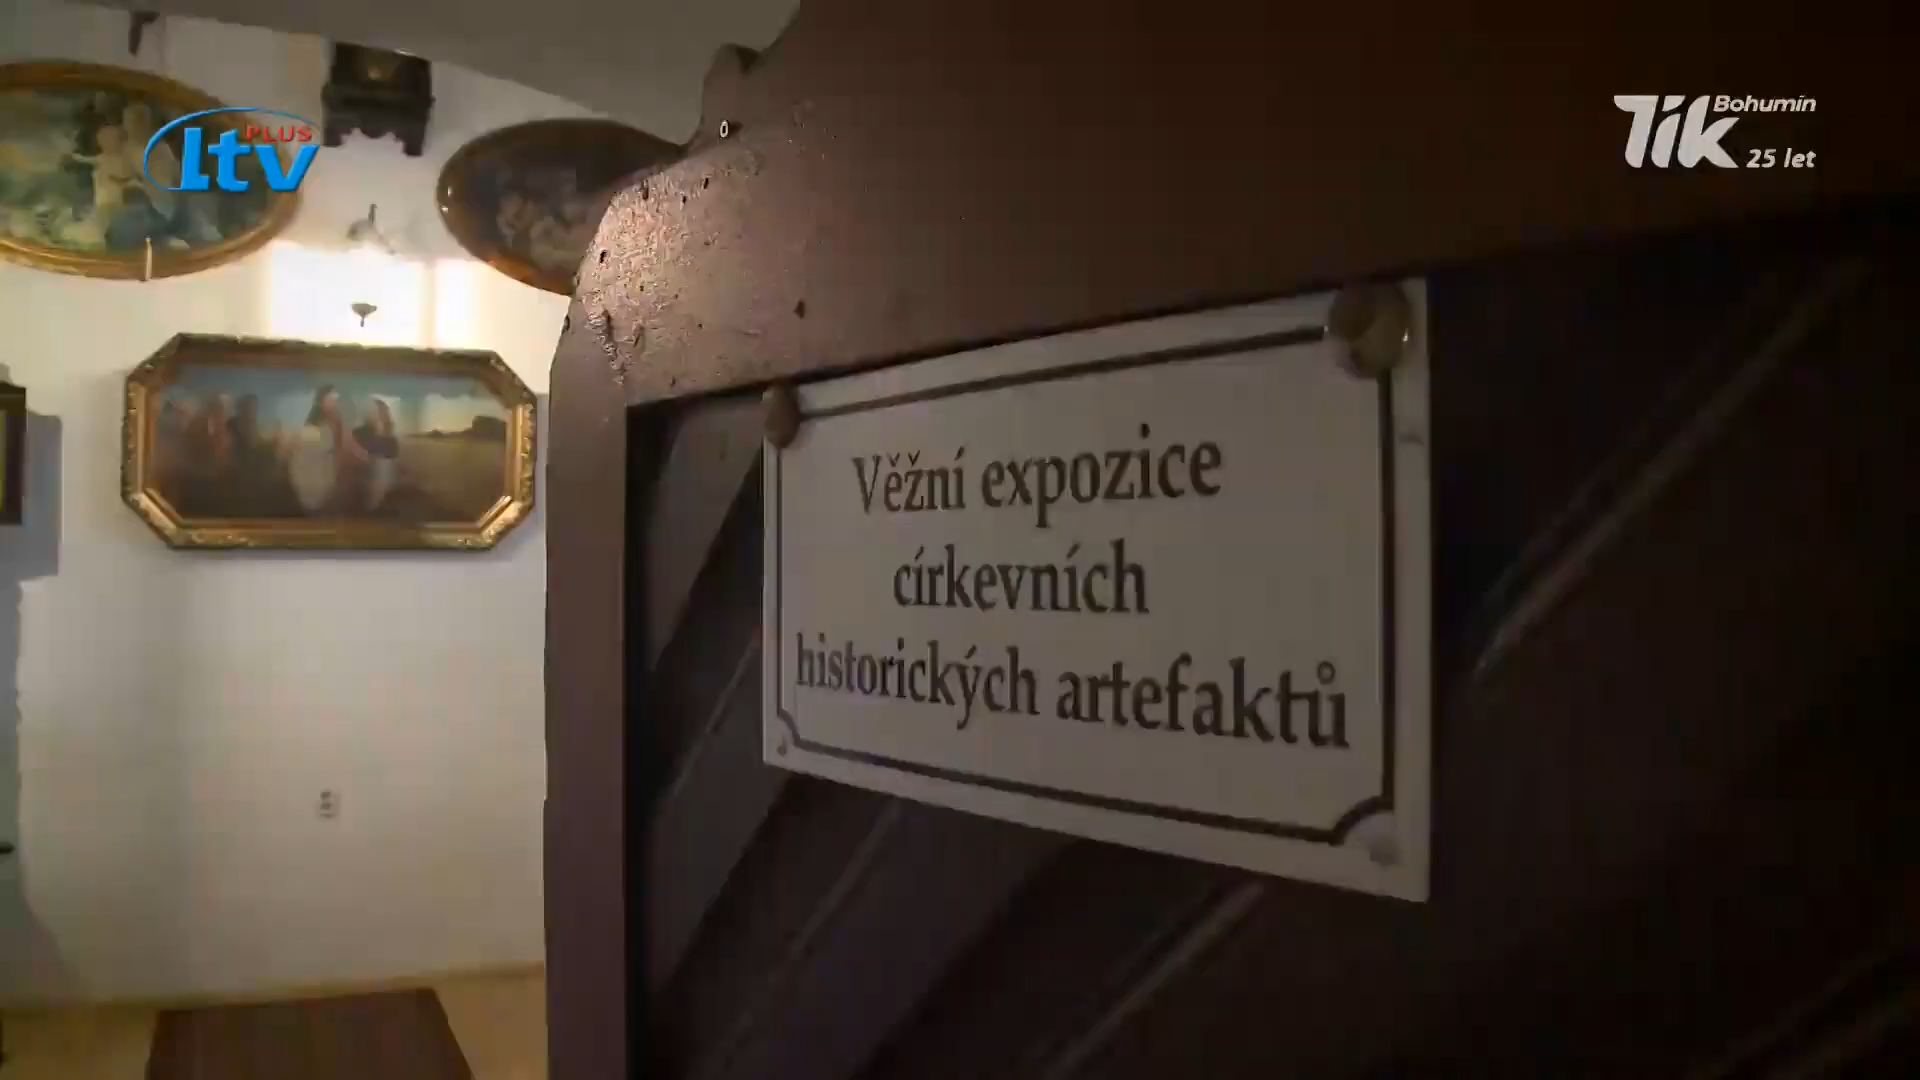 ltv PLUS
TIK Bohumín
25 let
Věžní expozice
církevních
historických artefaktů